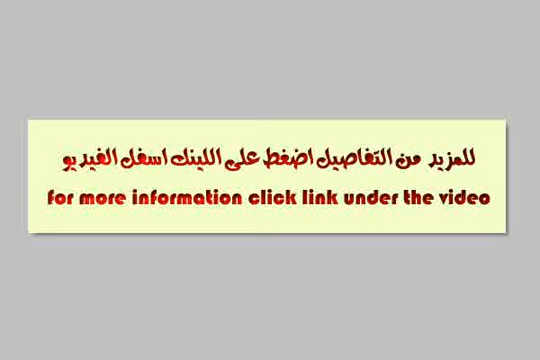 للمزيد من التفاصيل اضغط على اللينك اسفل الفيديو
for more information click link under the video